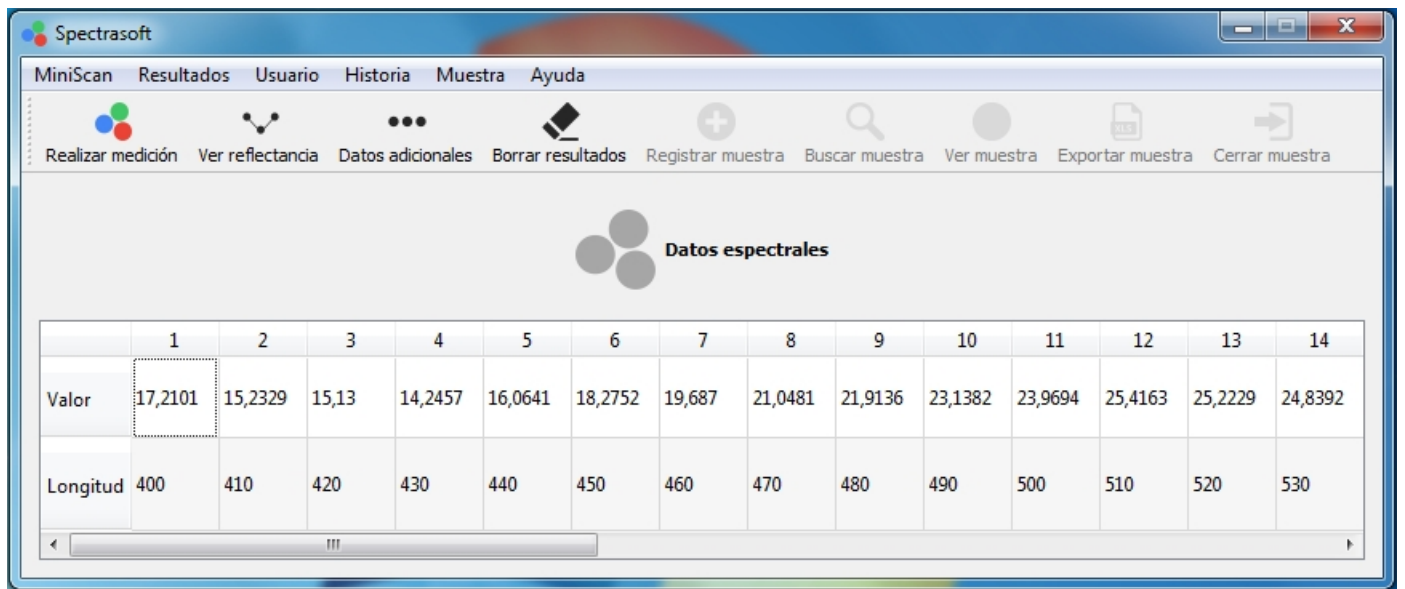 Spectrasoft
MiniScan Resultados Usuario Historia Muestra Ayuda
XLS
Realizar medición Ver reflectancia Datos adicionales Borrar resultados Registrar muestra Buscar muestra Ver muestra Exportar muestra Cerrar muestra
Datos espectrales
1 2 3 4 5 6 7 8 9 10 11 12 13 14
Valor 17,2101 15,2329 15,13 14,2457 16,0641 18,2752 19,687 21,0481 21,9136 23,1382 23,9694 25,4163 25,2229 24,8392
Longitud 400 410 420 430 440 450 460 470 480 490 500 510 520 530